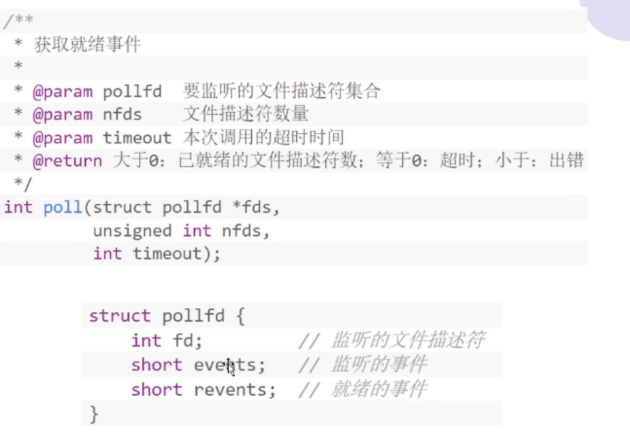 /**
 * 获取就绪事件
 *
 * @param pollfd 要监听的文件描述符集合
 * @param nfds 文件描述符数量
 * @param timeout 本次调用的超时时间
 * @return 大于0：已就绪的文件描述符数；等于0：超时；小于：出错
 */
int poll(struct pollfd *fds,
         unsigned int nfds,
         int timeout);
struct pollfd {
    int fd;         // 监听的文件描述符
    short events;   // 监听的事件
    short revents;  // 就绪的事件
}